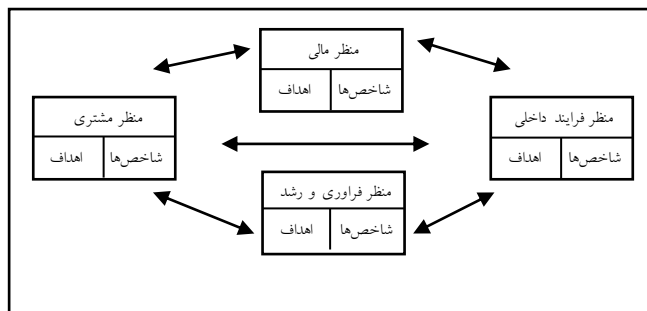 منظر مالی
شاخص‌ها اهداف
منظر فرایند داخلی
شاخص‌ها اهداف
منظر مشتری
شاخص‌ها اهداف
منظر فراوری و رشد
شاخص‌ها اهداف